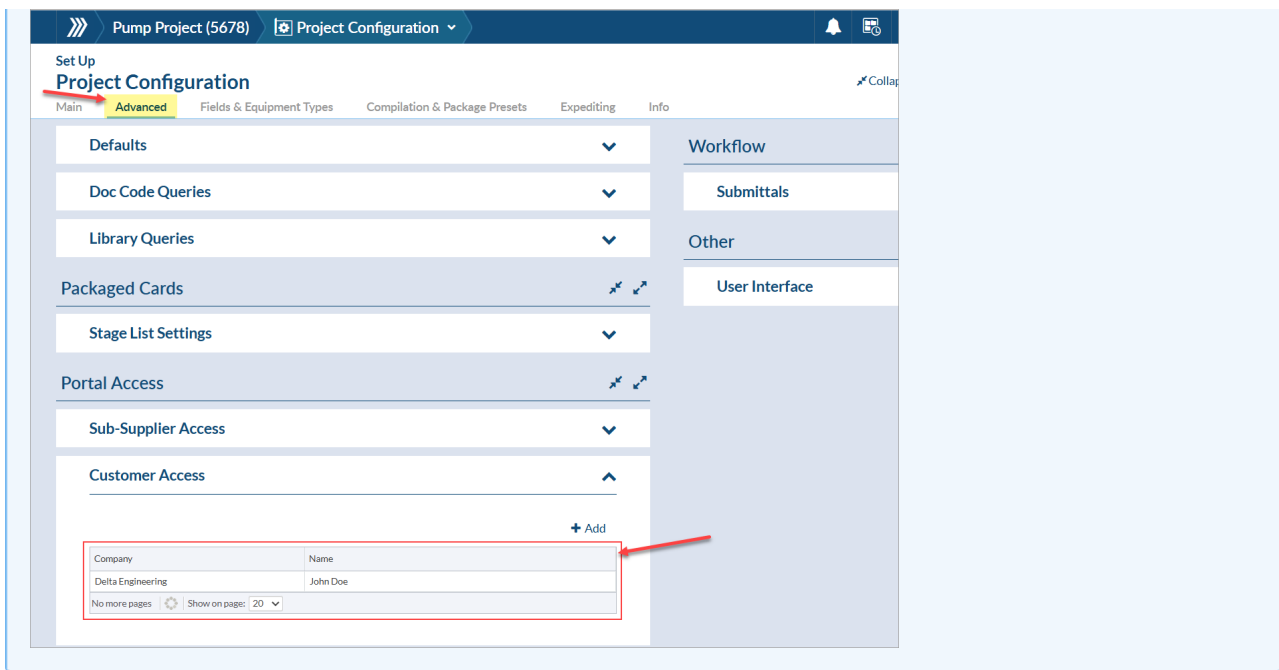 Pump Project (5678) Project Configuration
Set Up
Project Configuration
Main Advanced Fields & Equipment Types Compilation & Package Presets Expediting Info
Defaults
Doc Code Queries
Library Queries
Packaged Cards
Stage List Settings
Portal Access
Sub-Supplier Access
Customer Access
+ Add
Company Name
Delta Engineering John Doe
No more pages Show on page: 20
Collap
Workflow
Submittals
Other
User Interface